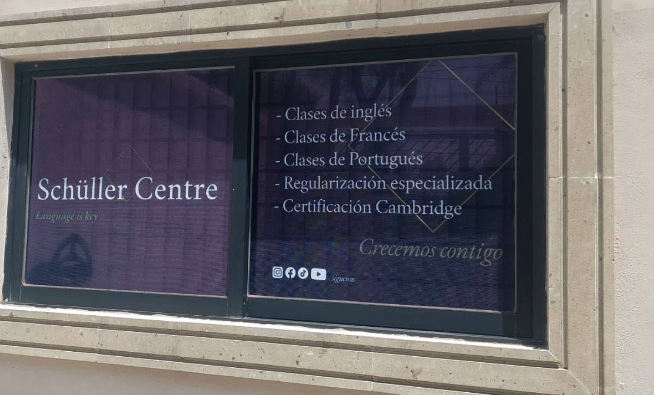 Schüller Centre
Language is key
- Clases de inglés
- Clases de Francés
- Clases de Portugués
- Regularización especializada
- Certificación Cambridge
Crecemos contigo